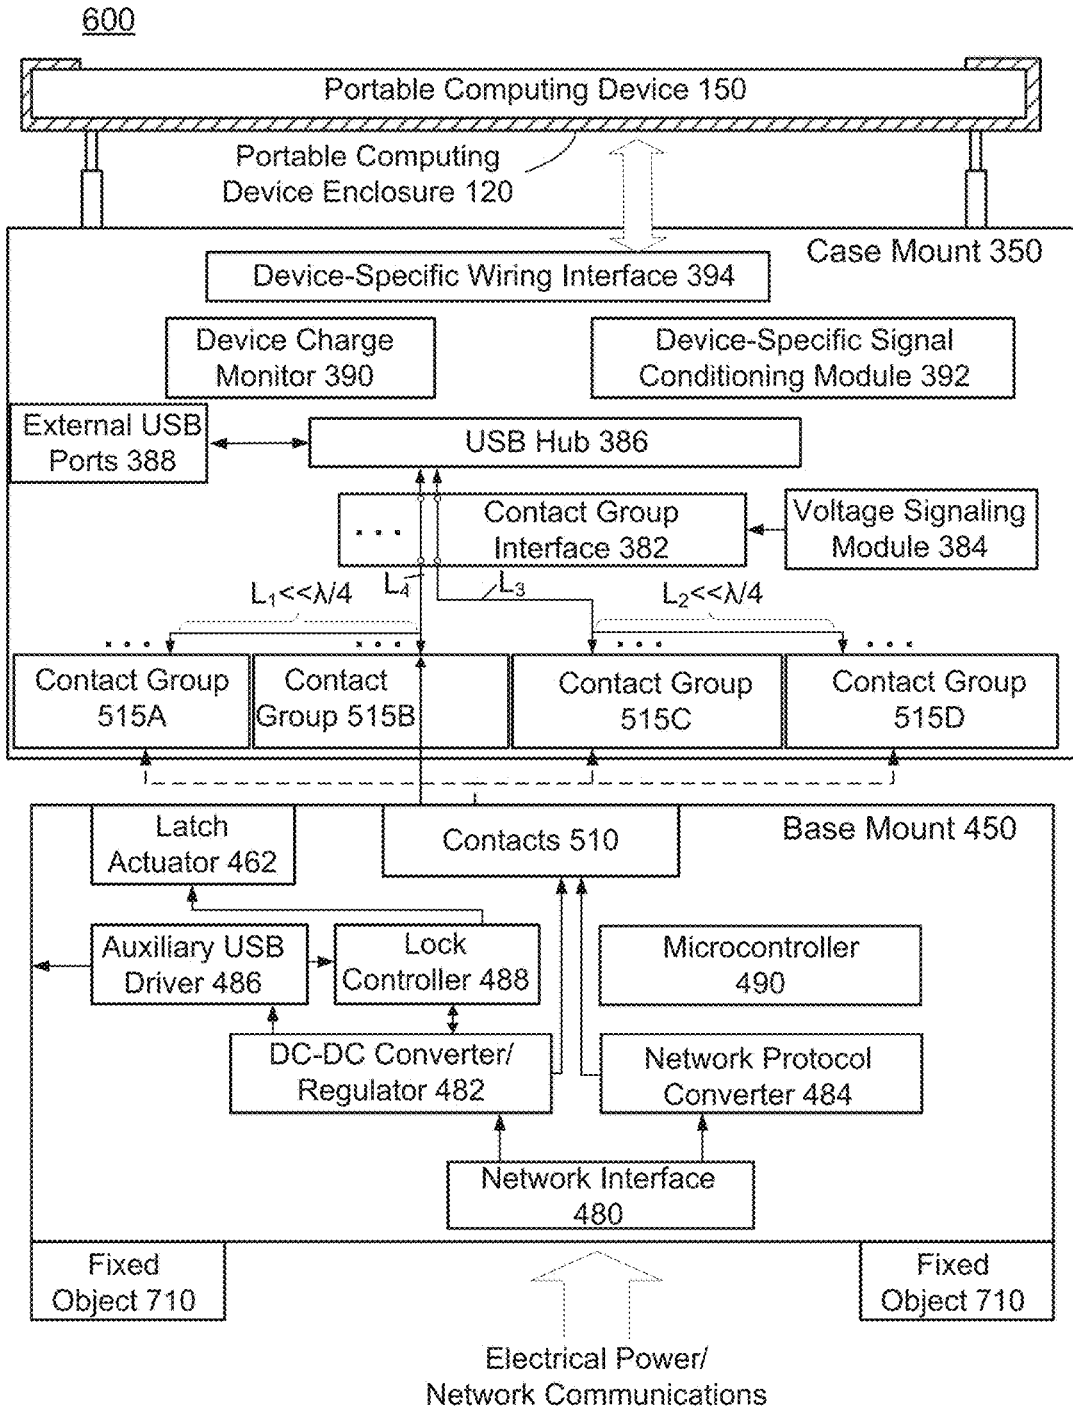 600
Portable Computing Device 150
Portable Computing
Device Enclosure 120
Case Mount 350
Device-Specific Wiring Interface 394
Device Charge
Monitor 390
Device-Specific Signal
Conditioning Module 392
External USB
Ports 388
USB Hub 386
Contact Group
Interface 382
Voltage Signaling
Module 384
L₁<<λ/4
L₄
L₃
L₂<<λ/4
Contact Group
515A
Contact
Group 515B
Contact Group
515C
Contact Group
515D
Latch
Actuator 462
Contacts 510
Base Mount 450
Auxiliary USB
Driver 486
Lock
Controller 488
Microcontroller
490
DC-DC Converter/
Regulator 482
Network Protocol
Converter 484
Network Interface
480
Fixed
Object 710
Fixed
Object 710
Electrical Power/
Network Communications